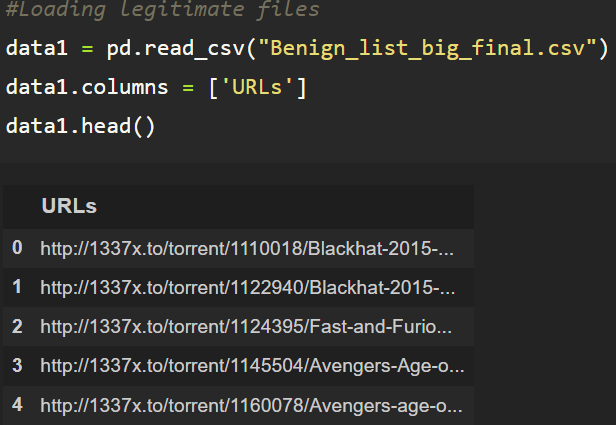 #Loading legitimate files
data1 = pd.read_csv("Benign_list_big_final.csv")
data1.columns = ['URLs']
data1.head()
URLs
0 http://1337x.to/torrent/1110018/Blackhat-2015-...
1 http://1337x.to/torrent/1122940/Blackhat-2015-...
2 http://1337x.to/torrent/1124395/Fast-and-Furio...
3 http://1337x.to/torrent/1145504/Avengers-Age-o...
4 http://1337x.to/torrent/1160078/Avengers-age-o...